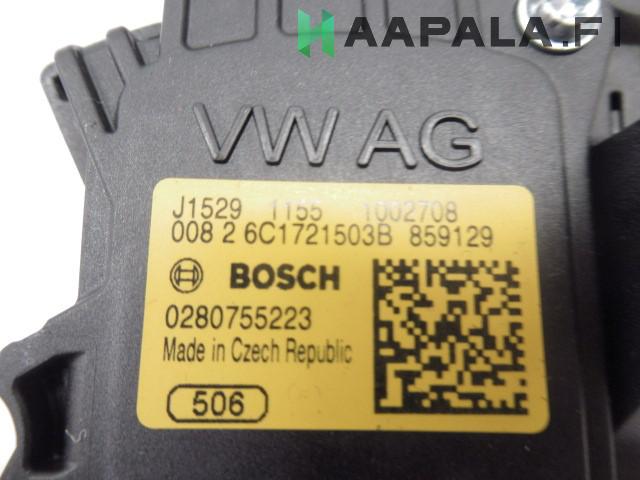 HAAPALA.FI
VW AG
J1529 1155 1002708
008 2 6C1721503B 859129
BOSCH
0280755223
Made in Czech Republic
506